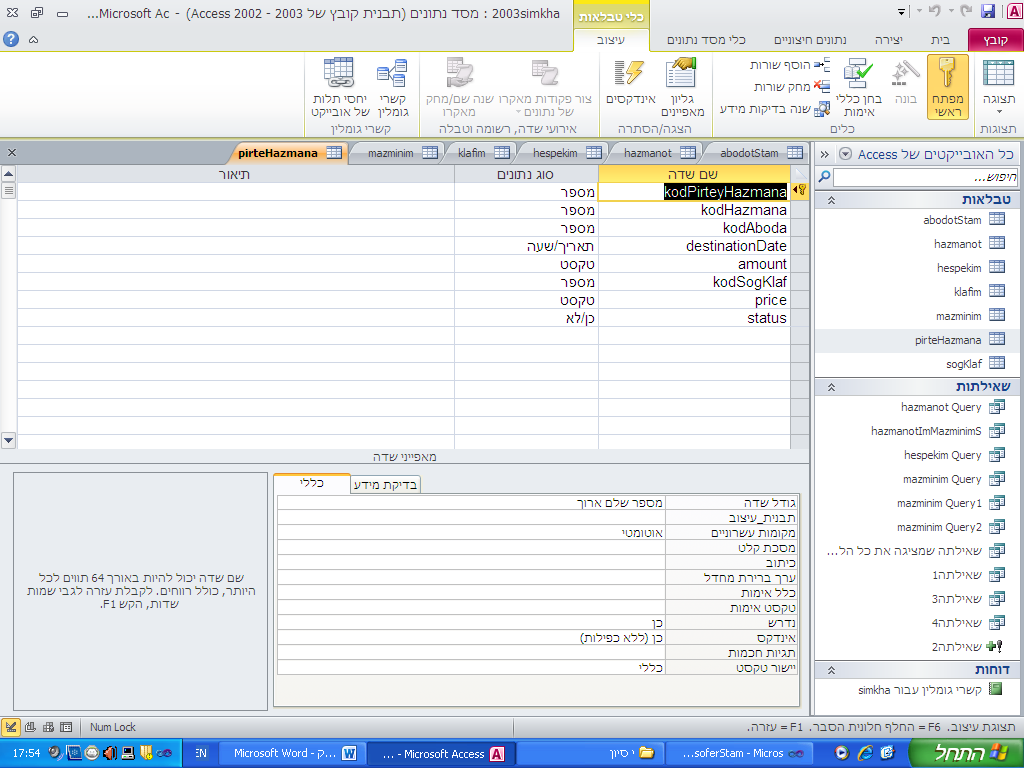 2003simkha : מסד נתונים (תבנית קובץ של Access 2002 - 2003) - Microsoft Ac...
כלי טבלאות
קובץ
בית
יצירה
נתונים חיצוניים
כלי מסד נתונים
עיצוב
תצוגה
מפתח ראשי
בונה
בחן כללי אימות
הוסף שורות
מחק שורות
שנה בדיקות מידע
גליון מאפיינים
אינדקסים
צור פקודות מאקרו של נתונים
שנה שם/מחק מאקרו
קשרי גומלין
יחסי תלות של אובייקט
תצוגות
כלים
הצגה/הסתרה
אירועי שדה, רשומה וטבלה
קשרי גומלין
כל האובייקטים של Access
חיפוש...
טבלאות
abodotStam
hazmanot
hespekim
klafim
mazminim
pirteHazmana
sogKlaf
שאילתות
hazmanot Query
hazmanotImMazminimS
hespekim Query
mazminim Query
mazminim Query1
mazminim Query2
שאילתה שמציגה את כל הל...
שאילתה1
שאילתה3
שאילתה4
שאילתה2
דוחות
קשרי גומלין עבור simkha
abodotStam
hazmanot
hespekim
klafim
mazminim
pirteHazmana
שם שדה סוג נתונים תיאור
kodPirteyHazmana מספר
kodHazmana מספר
kodAboda מספר
destinationDate תאריך/שעה
amount טקסט
kodSogKlaf מספר
price טקסט
status כן/לא
מאפייני שדה
כללי
בדיקת מידע
גודל שדה מספר שלם ארוך
תבנית_עיצוב
מקומות עשרוניים אוטומטי
מסכת קלט
כיתוב
ערך ברירת מחדל
כלל אימות
טקסט אימות
נדרש כן
אינדקס כן (ללא כפילות)
תגיות חכמות
יישור טקסט כללי
שם שדה יכול להיות באורך 64 תווים לכל
היותר, כולל רווחים. לקבלת עזרה לגבי שמות
שדות, הקש F1.
תצוגת עיצוב. F6 = החלף חלונית הסבר. F1 = עזרה.
Num Lock
התחל
soferStam - Micros...
י סיון
Microsoft Access - ...
ק... - Microsoft Word
EN
17:54